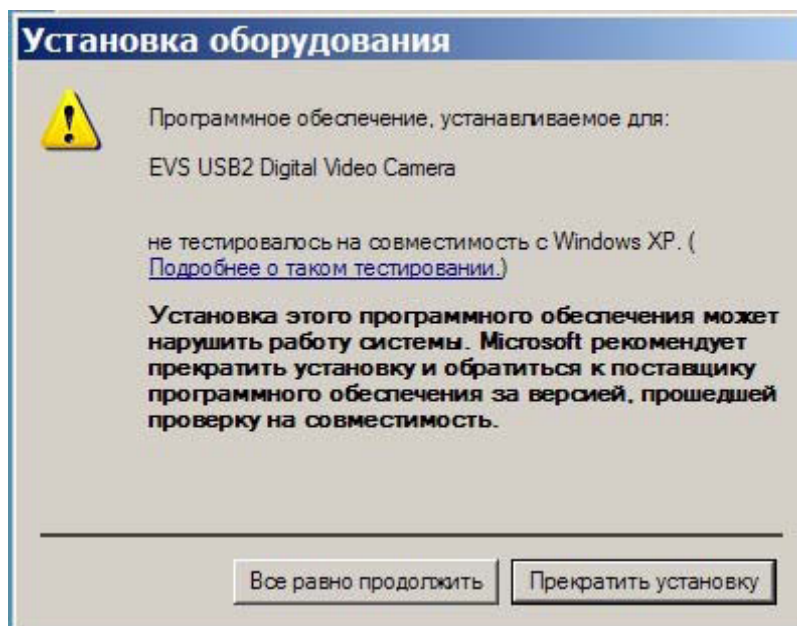 Установка оборудования
Программное обеспечение, устанавливаемое для:
EVS USB2 Digital Video Camera
не тестировалось на совместимость с Windows XP. (
Подробнее о таком тестировании.)
Установка этого программного обеспечения может
нарушить работу системы. Microsoft рекомендует
прекратить установку и обратиться к поставщику
программного обеспечения за версией, прошедшей
проверку на совместимость.
Все равно продолжить
Прекратить установку